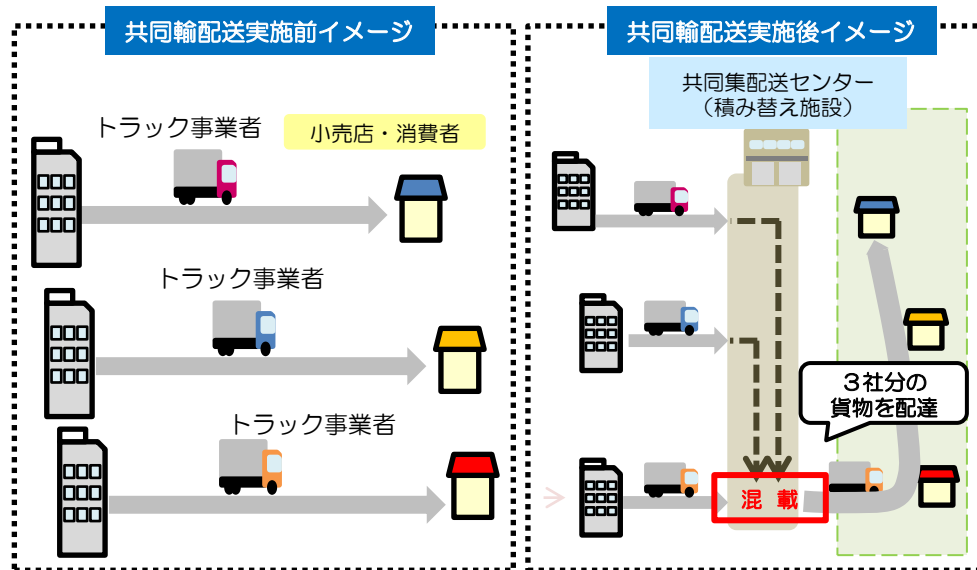 共同輸配送実施前イメージ
トラック事業者
小売店・消費者
トラック事業者
トラック事業者
共同輸配送実施後イメージ
共同集配送センター
（積み替え施設）
３社分の
貨物を配達
混 載